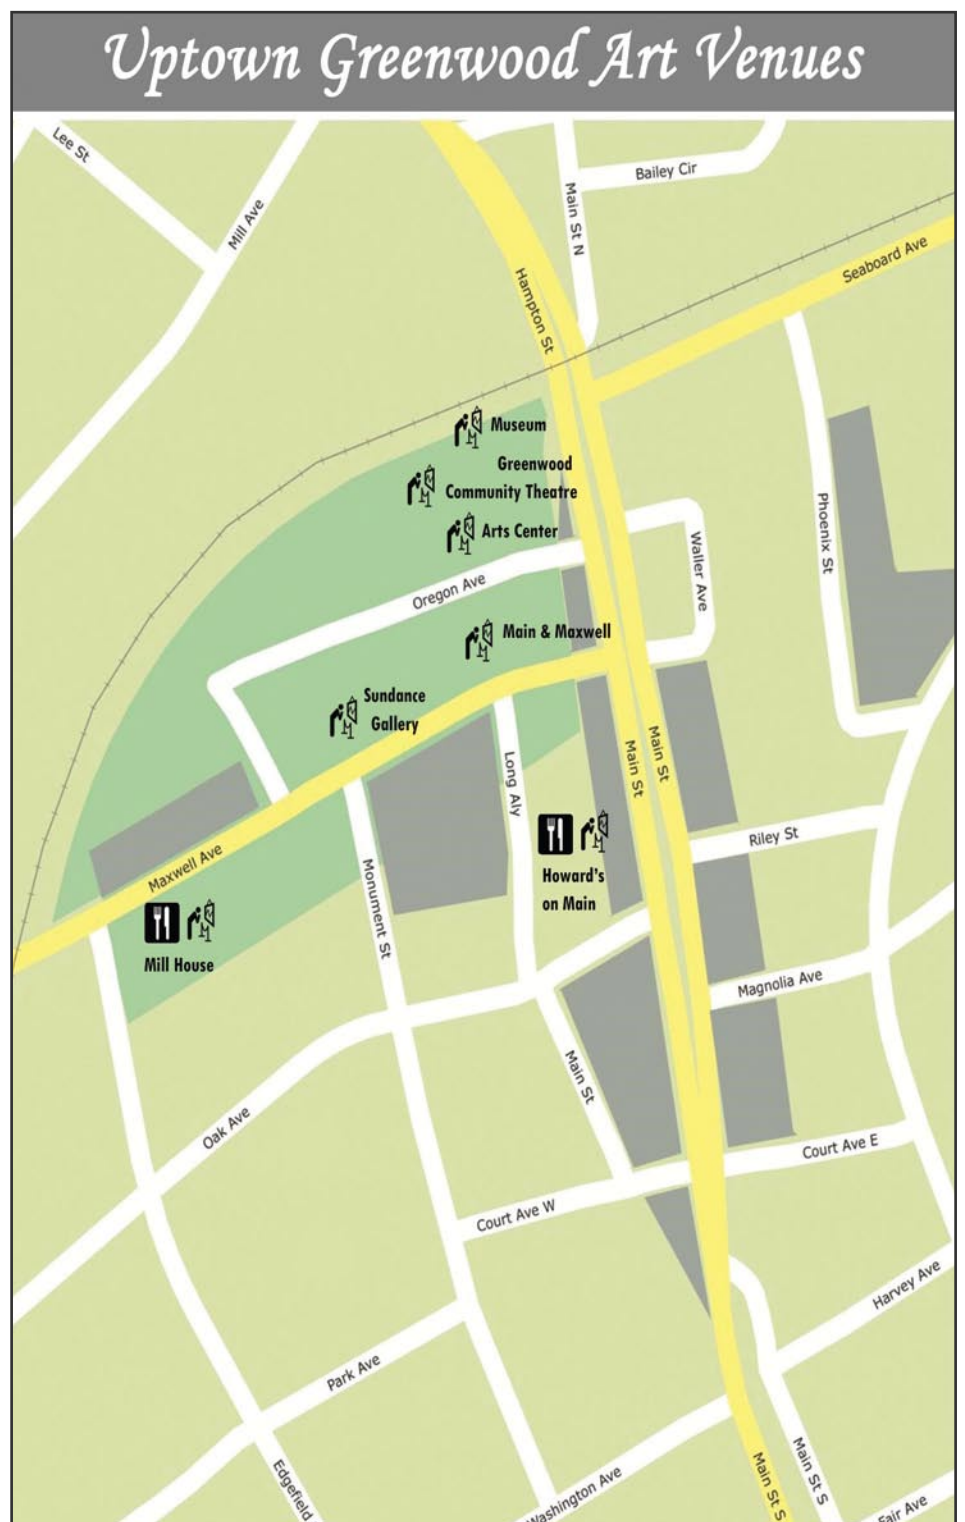 Uptown Greenwood Art Venues
Lee St
Mill Ave
Bailey Cir
Main St N
Seaboard Ave
Hampton St
Museum
Greenwood
Community Theatre
Arts Center
Phoenix St
Waller Ave
Oregon Ave
Main & Maxwell
Sundance
Gallery
Main St
Main St
Long Aly
Riley St
Maxwell Ave
Howard's
on Main
Monument St
Mill House
Magnolia Ave
Main St
Oak Ave
Court Ave E
Court Ave W
Harvey Ave
Park Ave
Edgefield
Washington Ave
Main St S
Main St S
Fair Ave